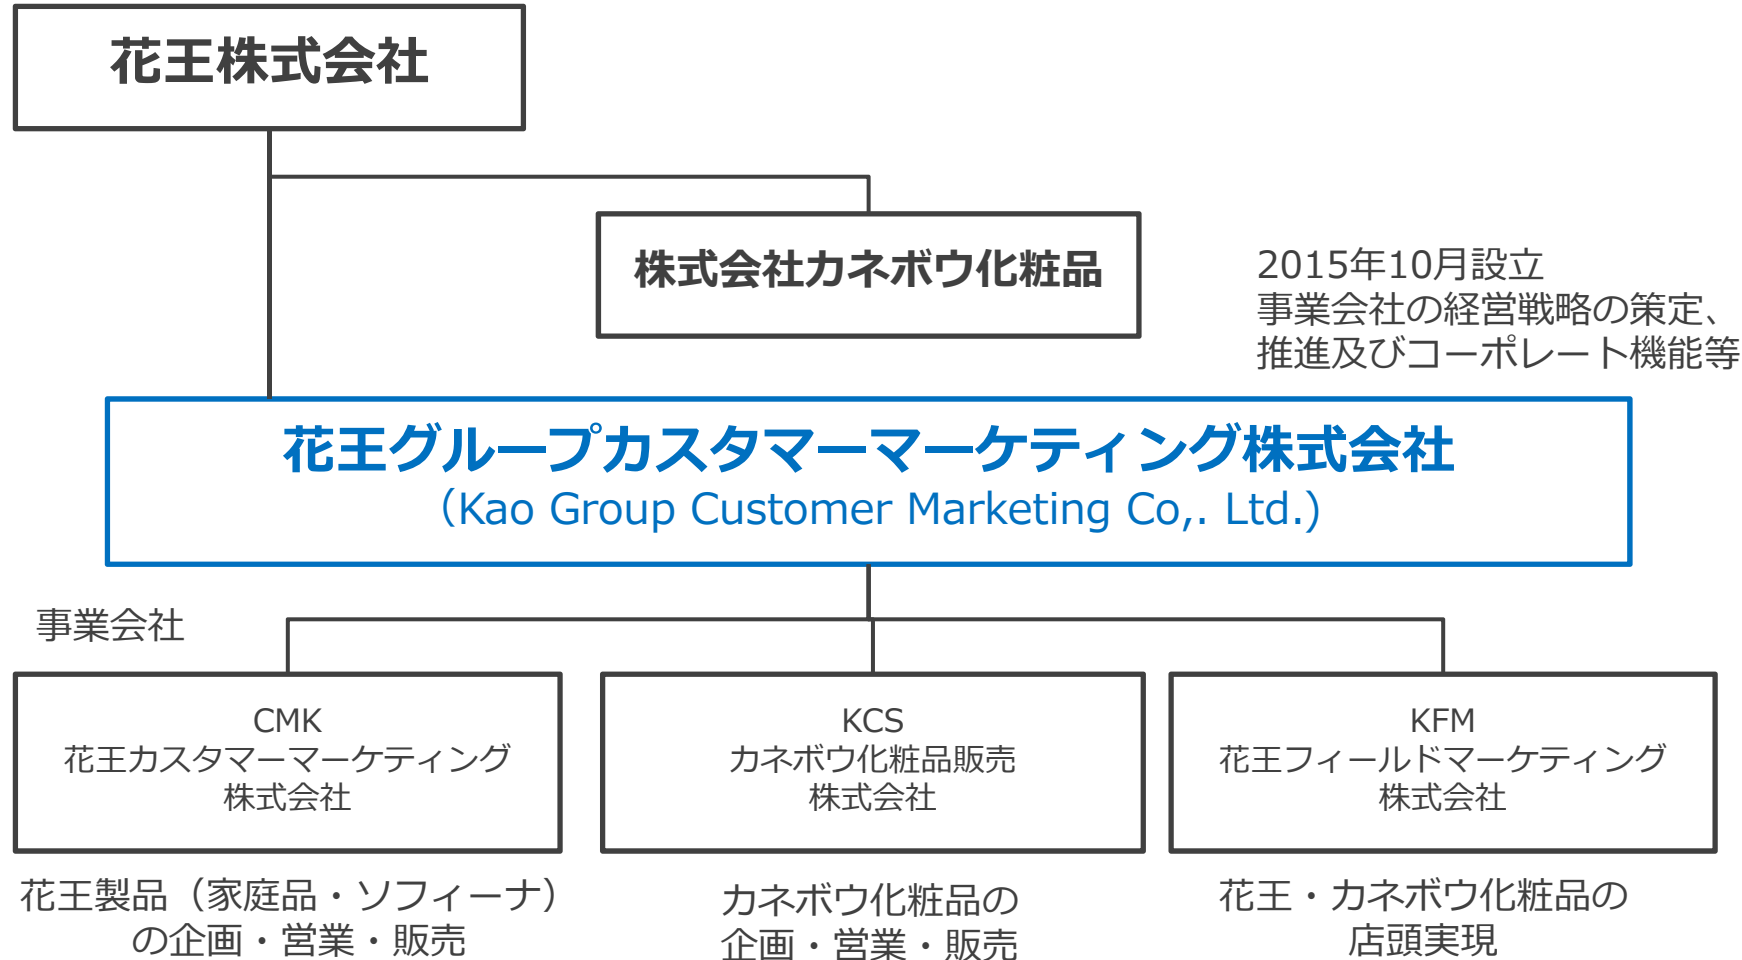 花王株式会社
株式会社カネボウ化粧品
2015年10月設立
事業会社の経営戦略の策定、
推進及びコーポレート機能等
花王グループカスタマーマーケティング株式会社
（Kao Group Customer Marketing Co,. Ltd.)
事業会社
CMK
花王カスタマーマーケティング
株式会社
KCS
カネボウ化粧品販売
株式会社
KFM
花王フィールドマーケティング
株式会社
花王製品（家庭品・ソフィーナ）
の企画・営業・販売
カネボウ化粧品の
企画・営業・販売
花王・カネボウ化粧品の
店頭実現